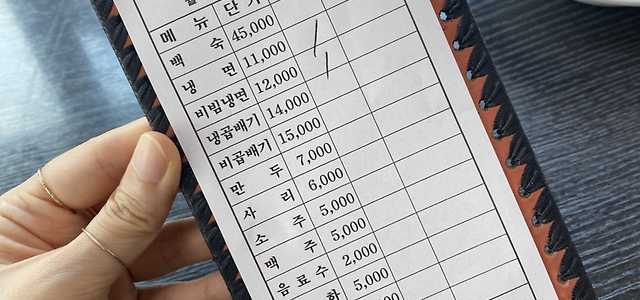 메 뉴 단 가
백 숙 45,000
냉 면 11,000 /
비빔냉면 12,000 /
냉곱배기 14,000
비곱배기 15,000
만 두 7,000
사 리 6,000
소 주 5,000
맥 주 5,000
음료수 2,000
화 5,000